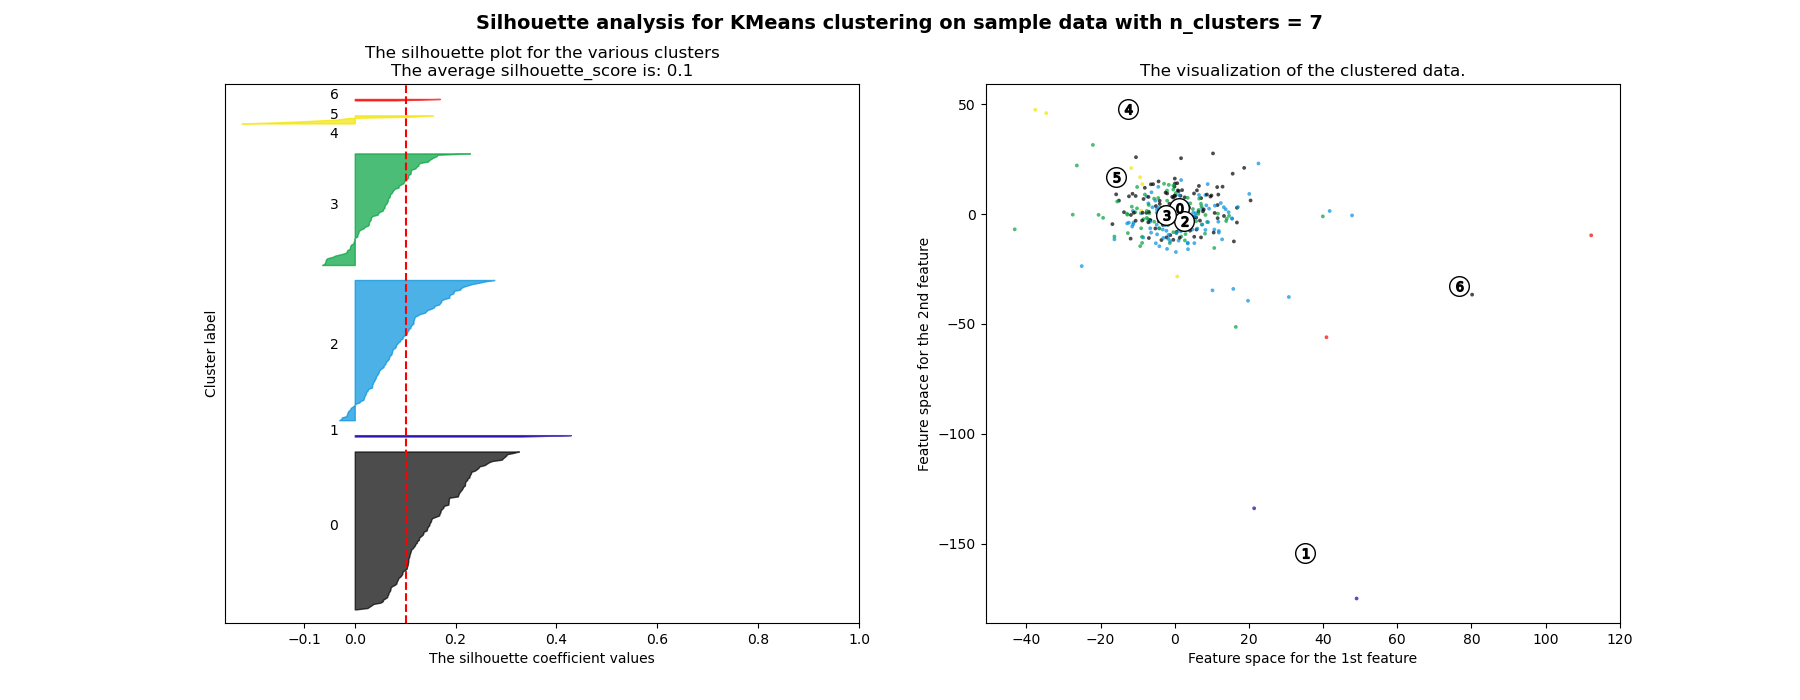 Silhouette analysis for KMeans clustering on sample data with n_clusters = 7
The silhouette plot for the various clusters
The average silhouette_score is: 0.1
6
5
4
3
2
1
0
Cluster label
−0.1 0.0 0.2 0.4 0.6 0.8 1.0
The silhouette coefficient values
The visualization of the clustered data.
50
0
−50
−100
−150
Feature space for the 2nd feature
4
5
0
3
2
6
1
−40 −20 0 20 40 60 80 100 120
Feature space for the 1st feature